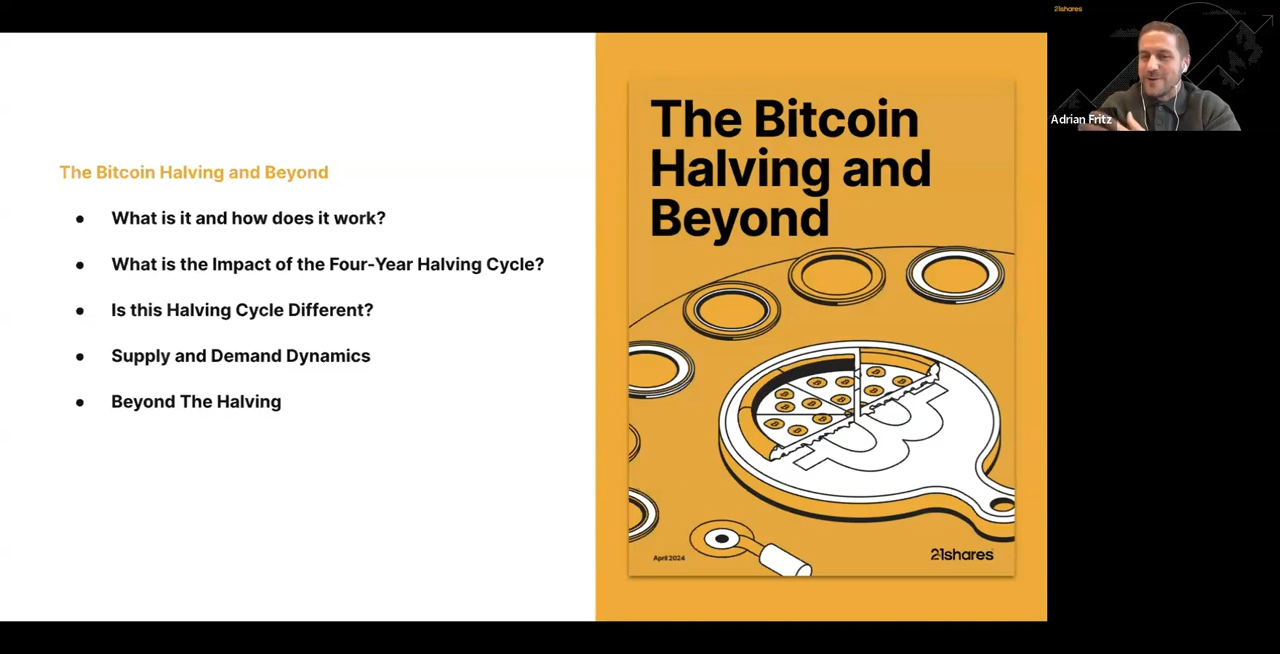 The Bitcoin Halving and Beyond
● What is it and how does it work?
● What is the Impact of the Four-Year Halving Cycle?
● Is this Halving Cycle Different?
● Supply and Demand Dynamics
● Beyond The Halving
The Bitcoin
Halving and
Beyond
April 2024
21shares
21shares
Adrian Fritz